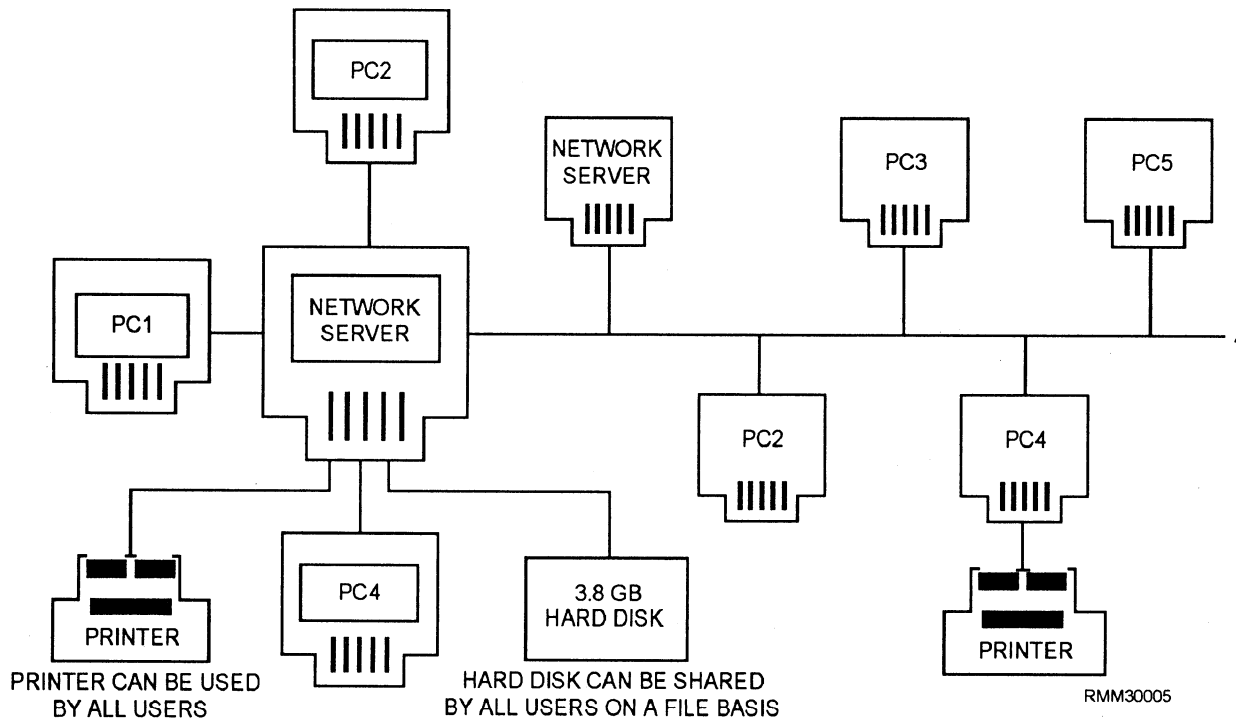 PC2
NETWORK
SERVER
PC3
PC5
PC1
NETWORK
SERVER
PC2
PC4
PC4
3.8 GB
HARD DISK
PRINTER
PRINTER
PRINTER CAN BE USED
BY ALL USERS
HARD DISK CAN BE SHARED
BY ALL USERS ON A FILE BASIS
RMM30005